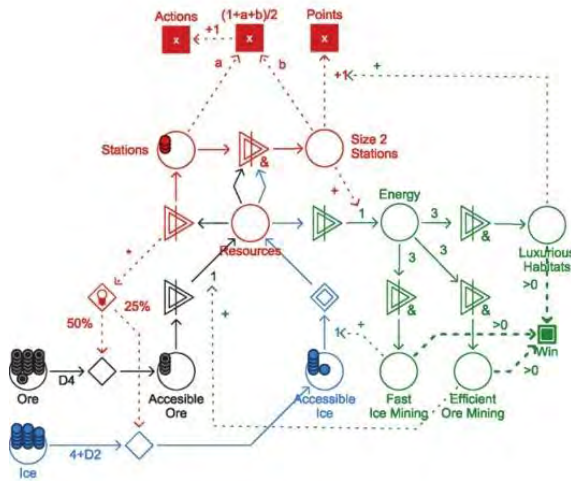 Actions
(1+a+b)/2
Points
x
+1
x
x
+
a
b
+1
Stations
Size 2
Stations
&
+
Energy
1
3
&
Resources
Luxurious
Habitats
*
1
3
3
>0
50%
25%
+
&
&
>0
1
+
Win
D4
>0
Ore
Accesible
Ore
Accessible
Ice
Fast
Ice Mining
Efficient
Ore Mining
4+D2
Ice